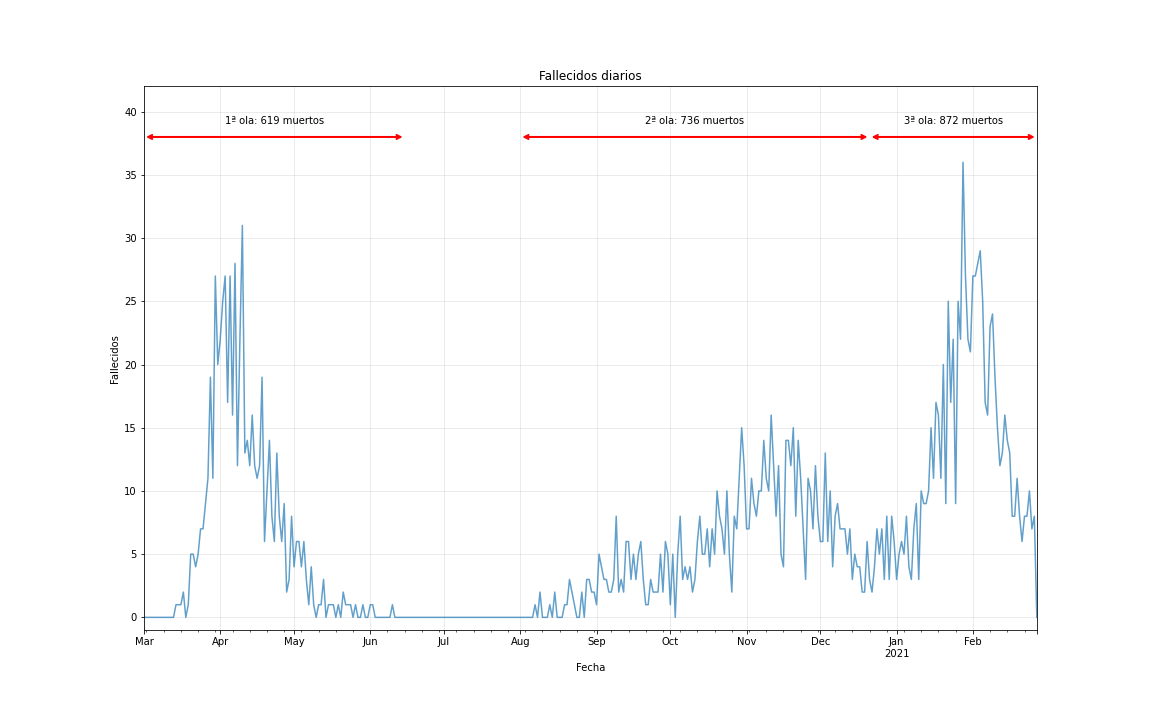 Fallecidos diarios
1ª ola: 619 muertos
2ª ola: 736 muertos
3ª ola: 872 muertos
40
35
30
25
20
15
10
5
0
Fallecidos
Mar Apr May Jun Jul Aug Sep Oct Nov Dec Jan Feb
2021
Fecha